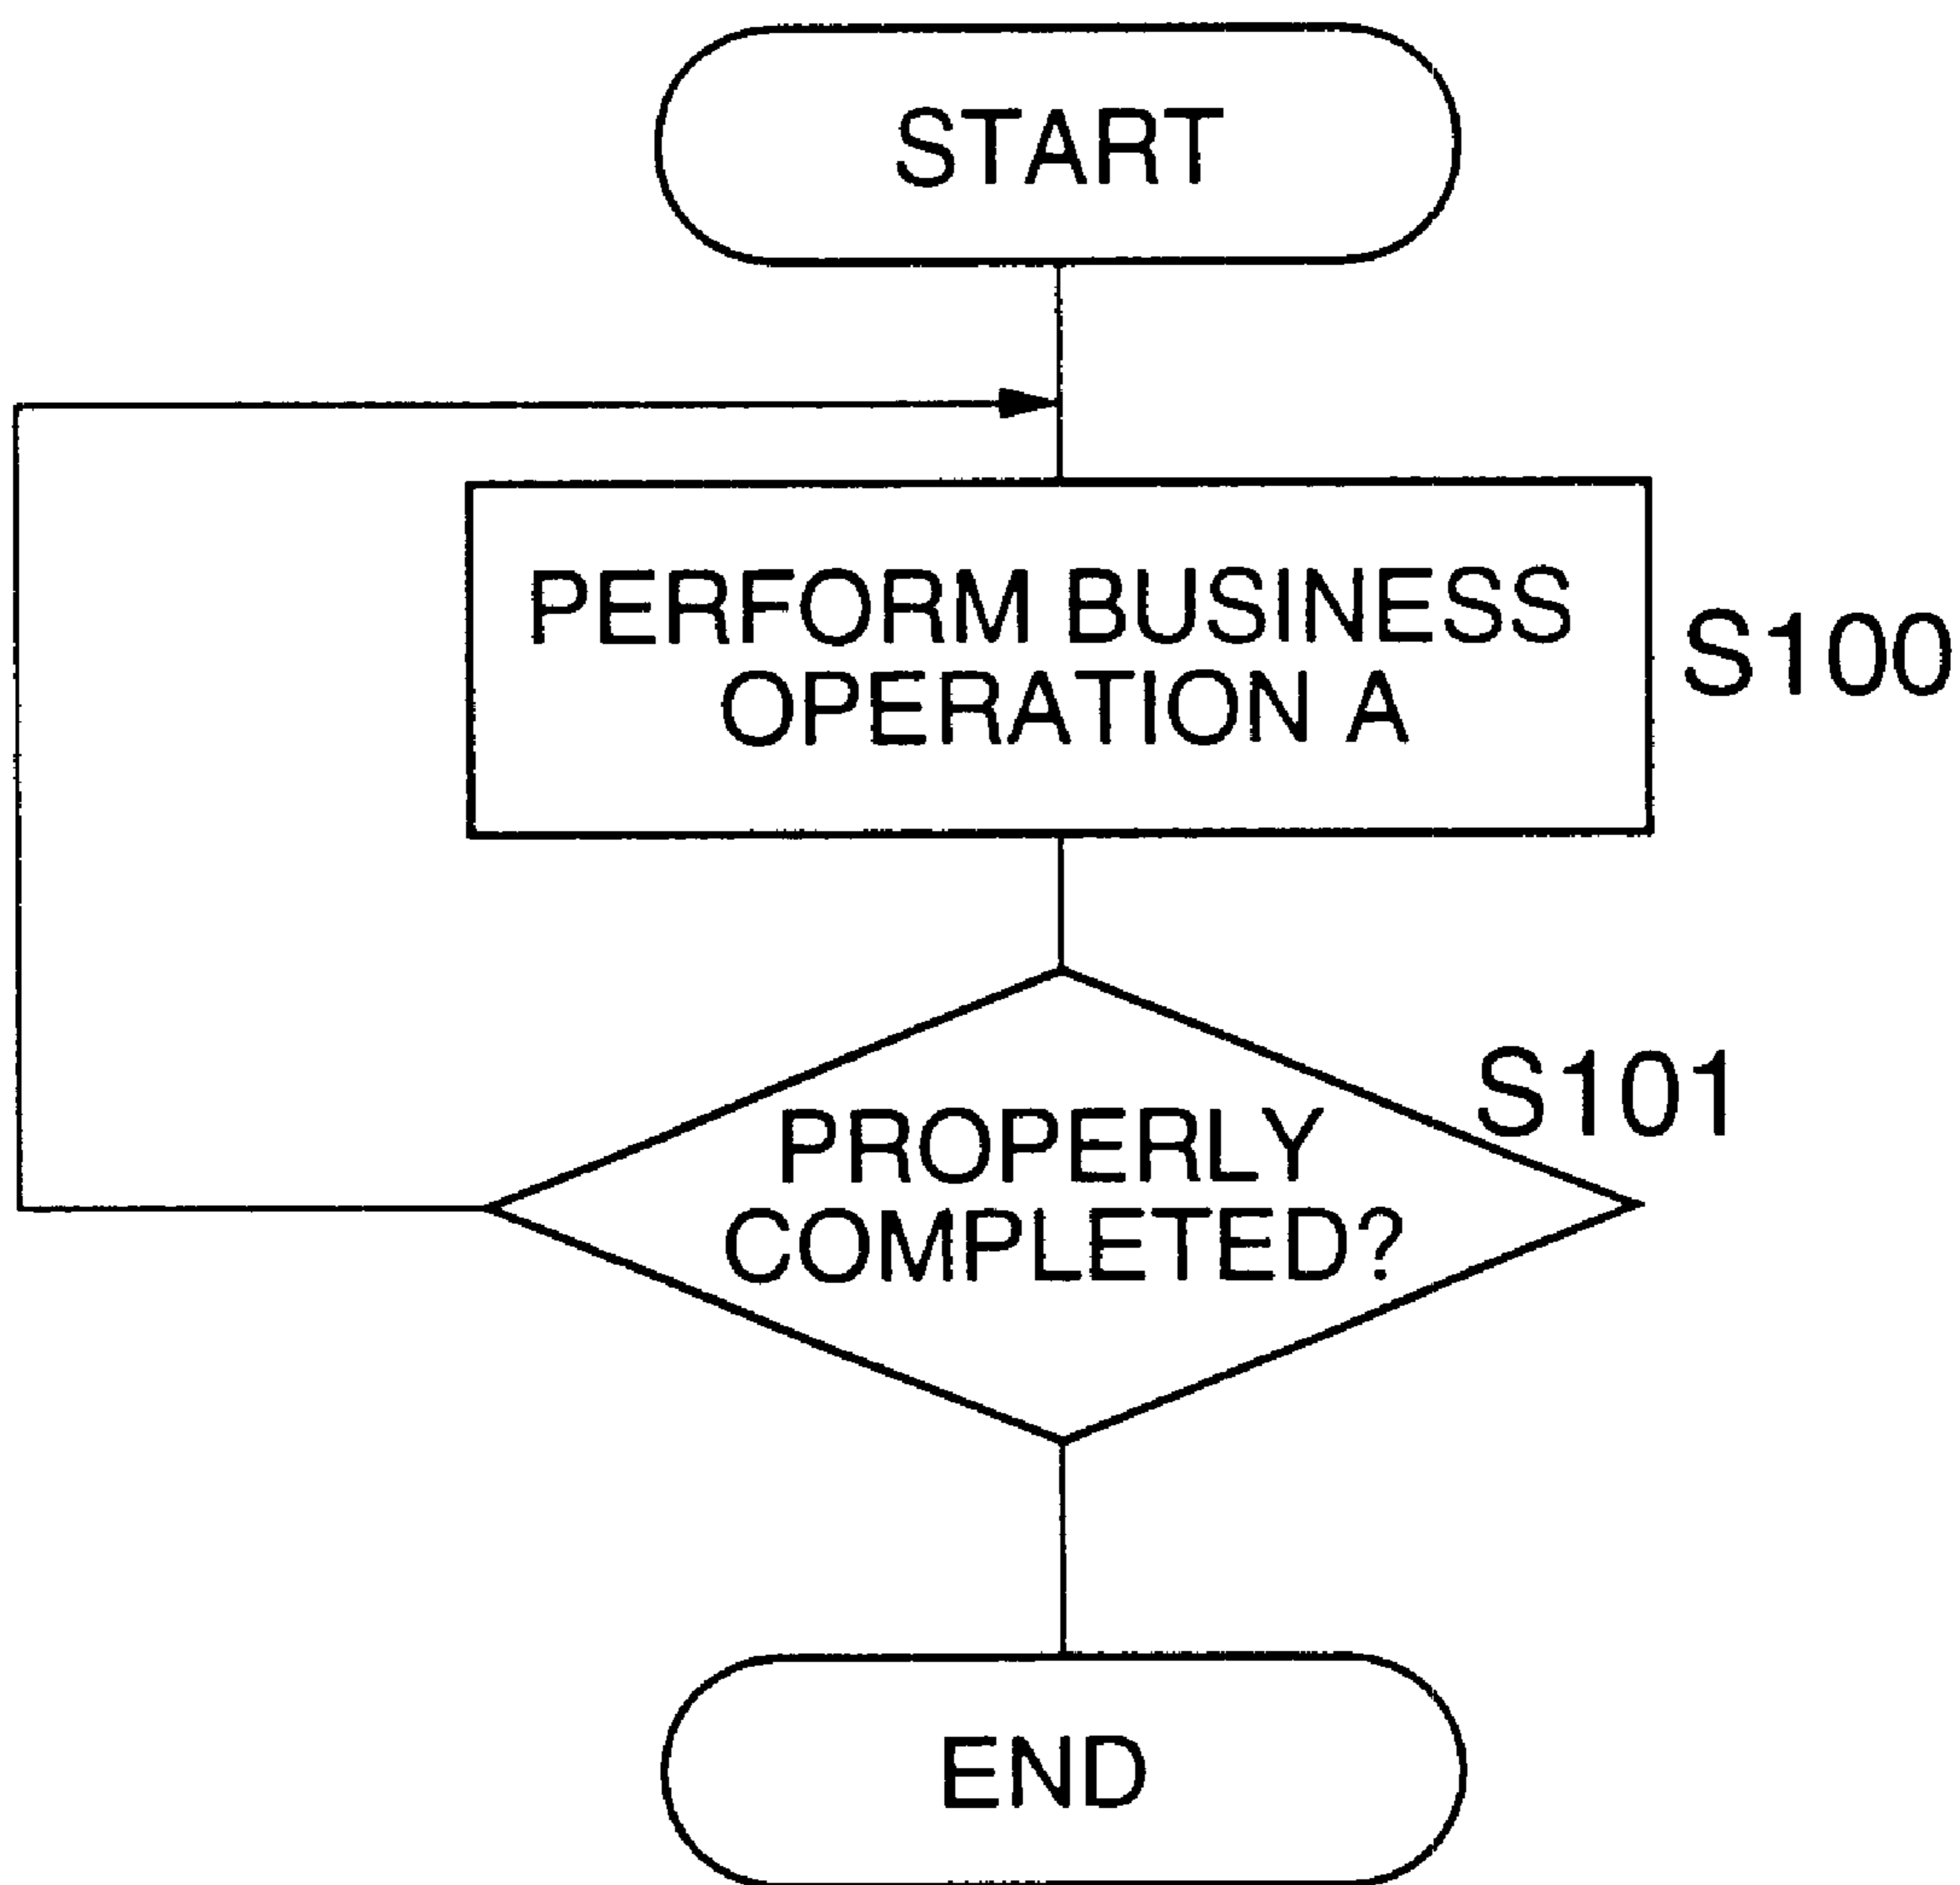 START
PERFORM BUSINESS
OPERATION A
S100
S101
PROPERLY
COMPLETED?
END